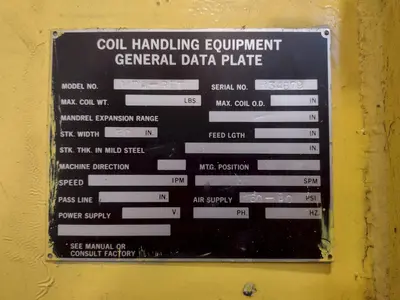 COIL HANDLING EQUIPMENT
GENERAL DATA PLATE
MODEL NO. SERIAL NO.
MAX. COIL WT. LBS. MAX. COIL O.D. IN
MANDREL EXPANSION RANGE IN
STK. WIDTH IN. FEED LGTH IN
STK. THK. IN MILD STEEL IN
MACHINE DIRECTION MTG. POSITION
SPEED IPM SPM
PASS LINE IN. AIR SUPPLY 60-80 PSI
POWER SUPPLY V. PH. HZ.
*SEE MANUAL OR
CONSULT FACTORY